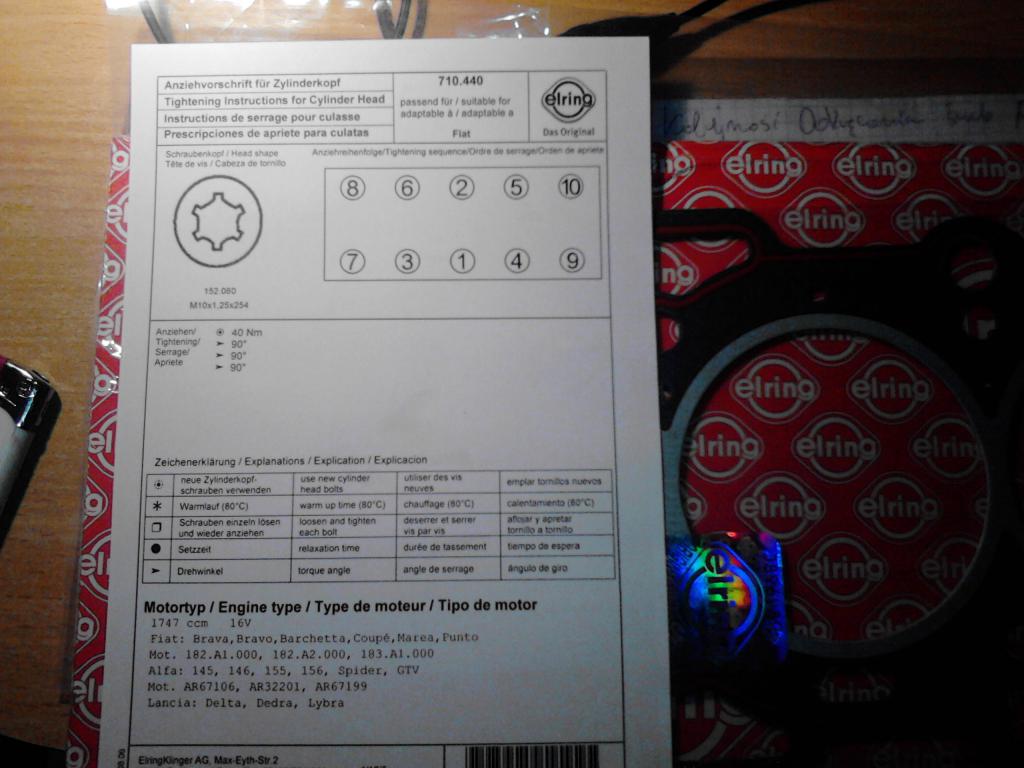 Anziehvorschrift für Zylinderkopf
Tightening Instructions for Cylinder Head
Instructions de serrage pour culasse
Prescripciones de apriete para culatas
710.440
passend für / suitable for
adaptable à / adaptable a
Fiat
elring
Das Original
Schraubenkopf / Head shape
Tête de vis / Cabeza de tornillo
Anziehreihenfolge/Tightening sequence/Ordre de serrage/Orden de apriete
8 6 2 5 10
7 3 1 4 9
152.080
M10x1,25x254
Anziehen/
Tightening/
Serrage/
Apriete
40 Nm
➤ 90°
➤ 90°
➤ 90°
Zeichenerklärung / Explanations / Explication / Explicacion
neue Zylinderkopf-schrauben verwenden use new cylinder head bolts utiliser des vis neuves emplar tornillos nuevos
* Warmlauf (80°C) warm up time (80°C) chauffage (80°C) calentamiento (80°C)
❒ Schrauben einzeln lösen und wieder anziehen loosen and tighten each bolt deserrer et serrer vis par vis aflojar y apretar tornillo a tornillo
● Setzzeit relaxation time durée de tassement tiempo de espera
➤ Drehwinkel torque angle angle de serrage ángulo de giro
Motortyp / Engine type / Type de moteur / Tipo de motor
1747 ccm 16V
Fiat: Brava,Bravo,Barchetta,Coupé,Marea,Punto
Mot. 182.A1.000, 182.A2.000, 183.A1.000
Alfa: 145, 146, 155, 156, Spider, GTV
Mot. AR67106, AR32201, AR67199
Lancia: Delta, Dedra, Lybra
ElringKlinger AG, Max-Eyth-Str.2
elring
elring
elring
elring
elring
elring
elring
elring
elring
elring